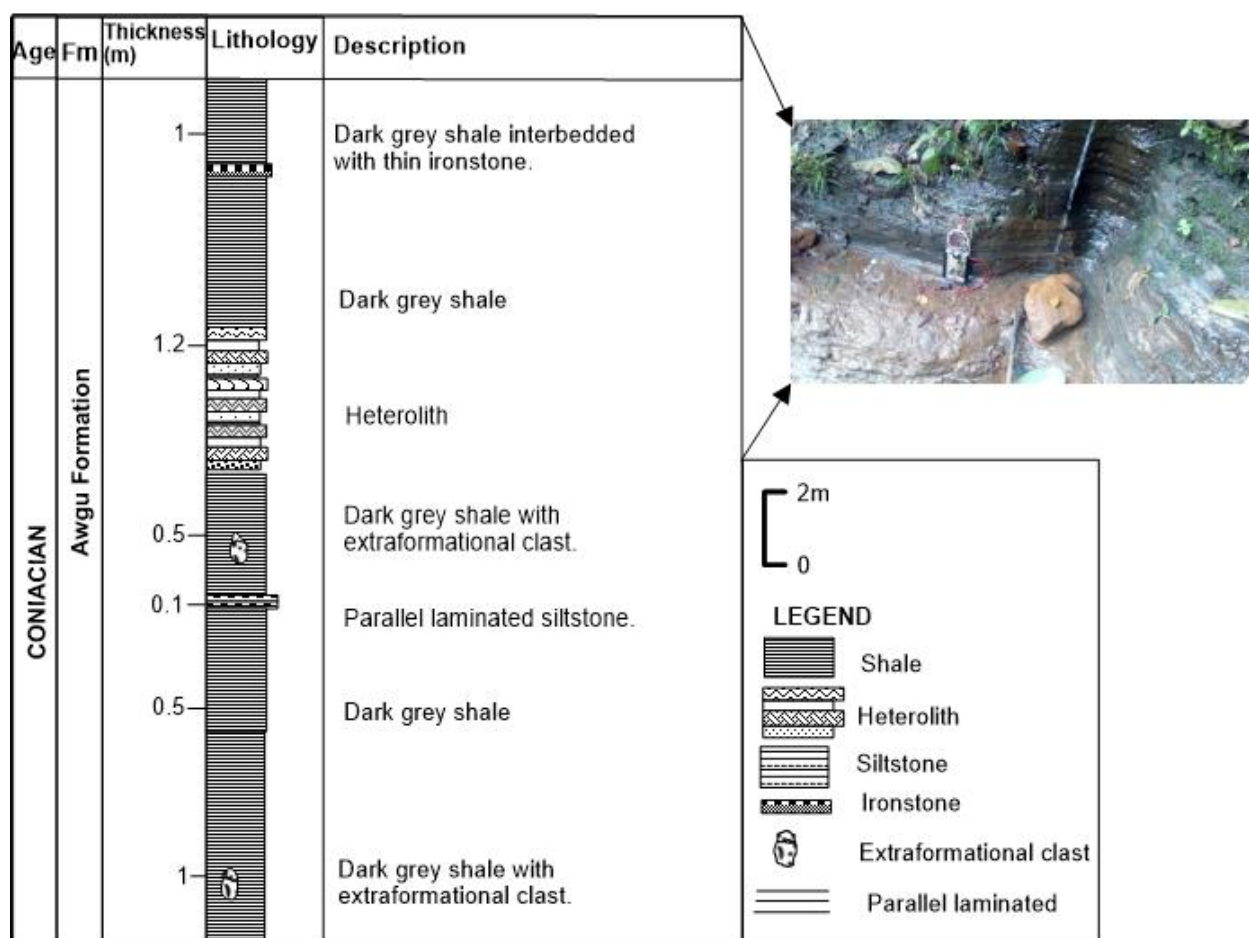 Age Fm Thickness (m) Lithology Description
1
Dark grey shale interbedded
with thin ironstone.
Dark grey shale
1.2
Heterolith
Dark grey shale with
extraformational clast.
0.5
0.1
Parallel laminated siltstone.
0.5
Dark grey shale
1
Dark grey shale with
extraformational clast.
CONIACIAN
Awgu Formation
2m
0
LEGEND
Shale
Heterolith
Siltstone
Ironstone
Extraformational clast
Parallel laminated